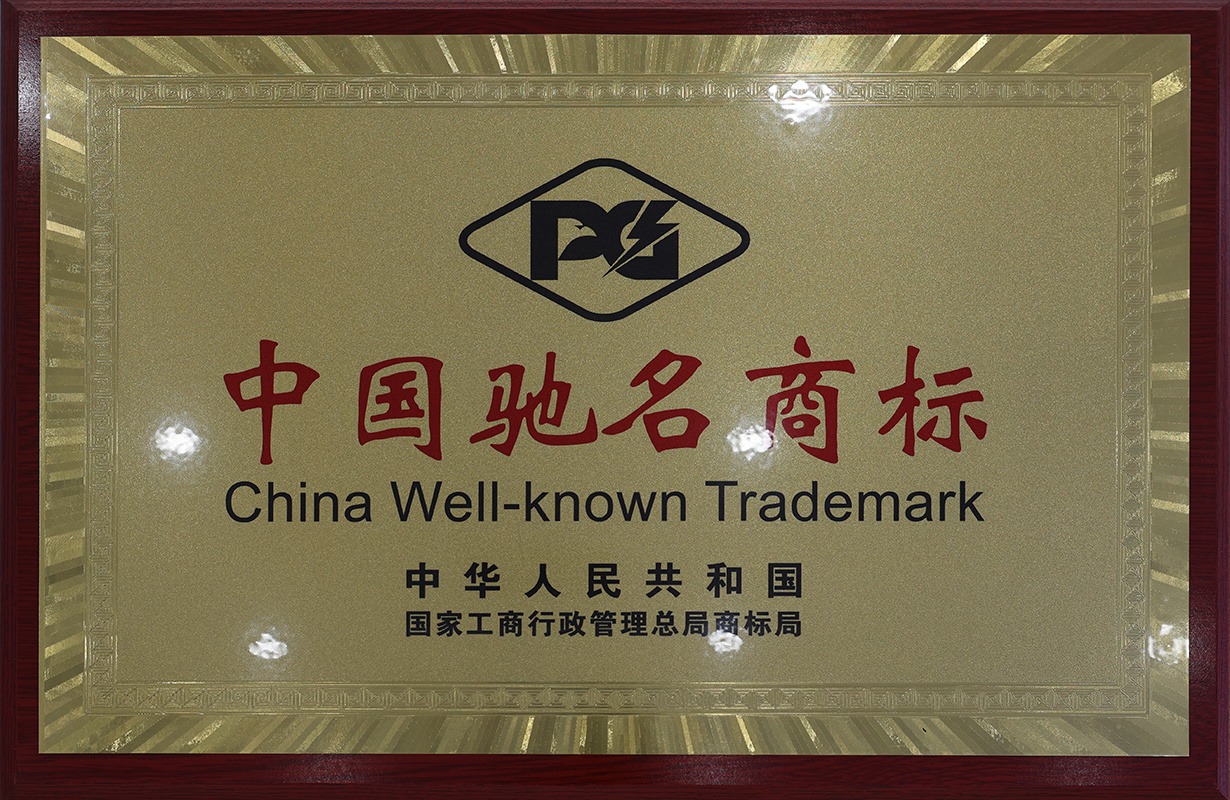 PG
中国驰名商标
China Well-known Trademark
中华人民共和国
国家工商行政管理总局商标局